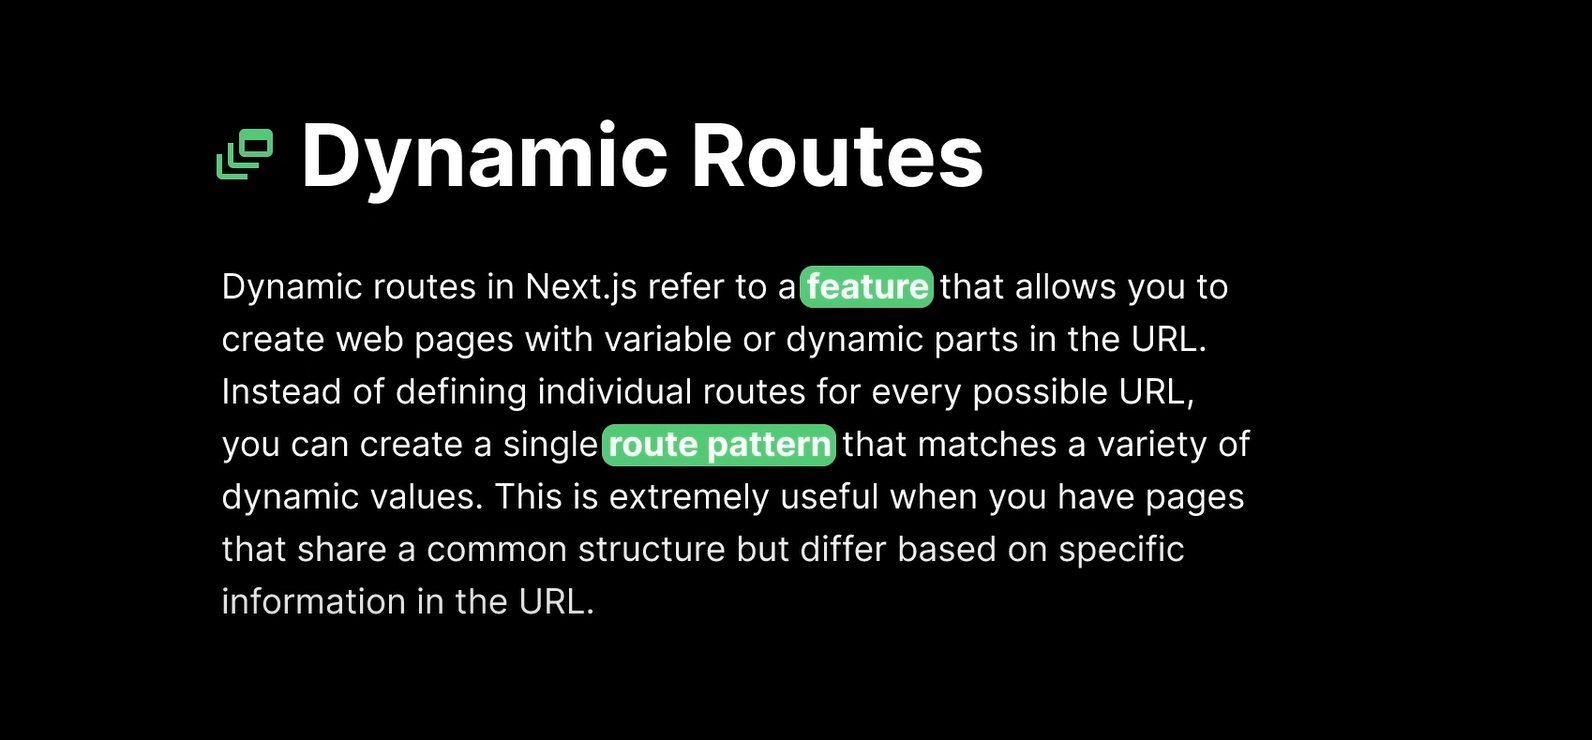 Dynamic Routes
Dynamic routes in Next.js refer to a feature that allows you to
create web pages with variable or dynamic parts in the URL.
Instead of defining individual routes for every possible URL,
you can create a single route pattern that matches a variety of
dynamic values. This is extremely useful when you have pages
that share a common structure but differ based on specific
information in the URL.